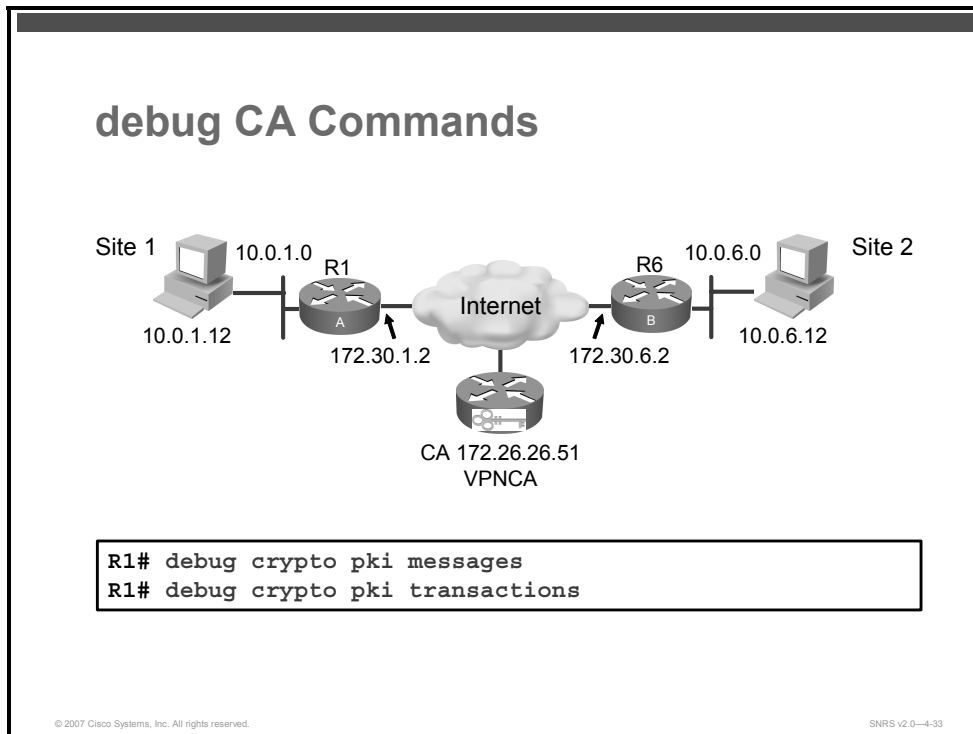 debug CA Commands
Site 1
10.0.1.0
R1
A
10.0.1.12
172.30.1.2
Internet
R6
B
172.30.6.2
10.0.6.0
Site 2
10.0.6.12
CA 172.26.26.51
VPNCA
R1# debug crypto pki messages
R1# debug crypto pki transactions
© 2007 Cisco Systems, Inc. All rights reserved.
SNRS v2.0—4-33